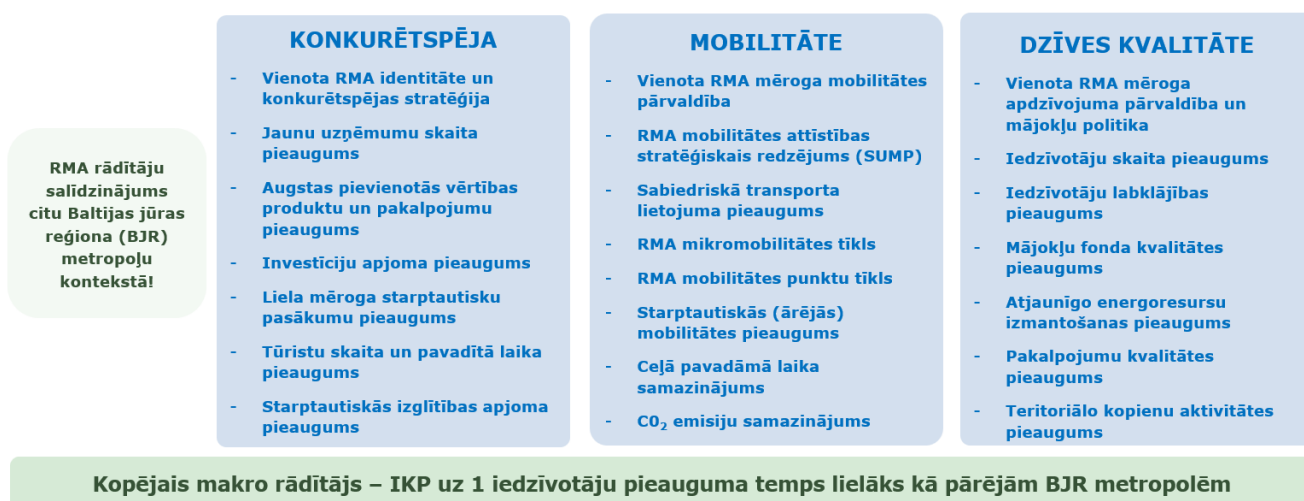 RMA rādītāju
salīdzinājums
citu Baltijas jūras
reģiona (BJR)
metropoļu
kontekstā!
KONKURĒTSPĒJA
- Vienota RMA identitāte un
konkurētspējas stratēģija
- Jaunu uzņēmumu skaita
pieaugums
- Augstas pievienotās vērtības
produktu un pakalpojumu
pieaugums
- Investīciju apjoma pieaugums
- Liela mēroga starptautisku
pasākumu pieaugums
- Tūristu skaita un pavadītā laika
pieaugums
- Starptautiskās izglītības apjoma
pieaugums
MOBILITĀTE
- Vienota RMA mēroga mobilitātes
pārvaldība
- RMA mobilitātes attīstības
stratēģiskais redzējums (SUMP)
- Sabiedriskā transporta
lietojuma pieaugums
- RMA mikromobilitātes tīkls
- RMA mobilitātes punktu tīkls
- Starptautiskās (ārējās)
mobilitātes pieaugums
- Ceļā pavadāmā laika
samazinājums
- C0₂ emisiju samazinājums
DZĪVES KVALITĀTE
- Vienota RMA mēroga
apdzīvojuma pārvaldība un
mājokļu politika
- Iedzīvotāju skaita pieaugums
- Iedzīvotāju labklājības
pieaugums
- Mājokļu fonda kvalitātes
pieaugums
- Atjaunīgo energoresursu
izmantošanas pieaugums
- Pakalpojumu kvalitātes
pieaugums
- Teritoriālo kopienu aktivitātes
pieaugums
Kopējais makro rādītājs – IKP uz 1 iedzīvotāju pieauguma temps lielāks kā pārējām BJR metropolēm